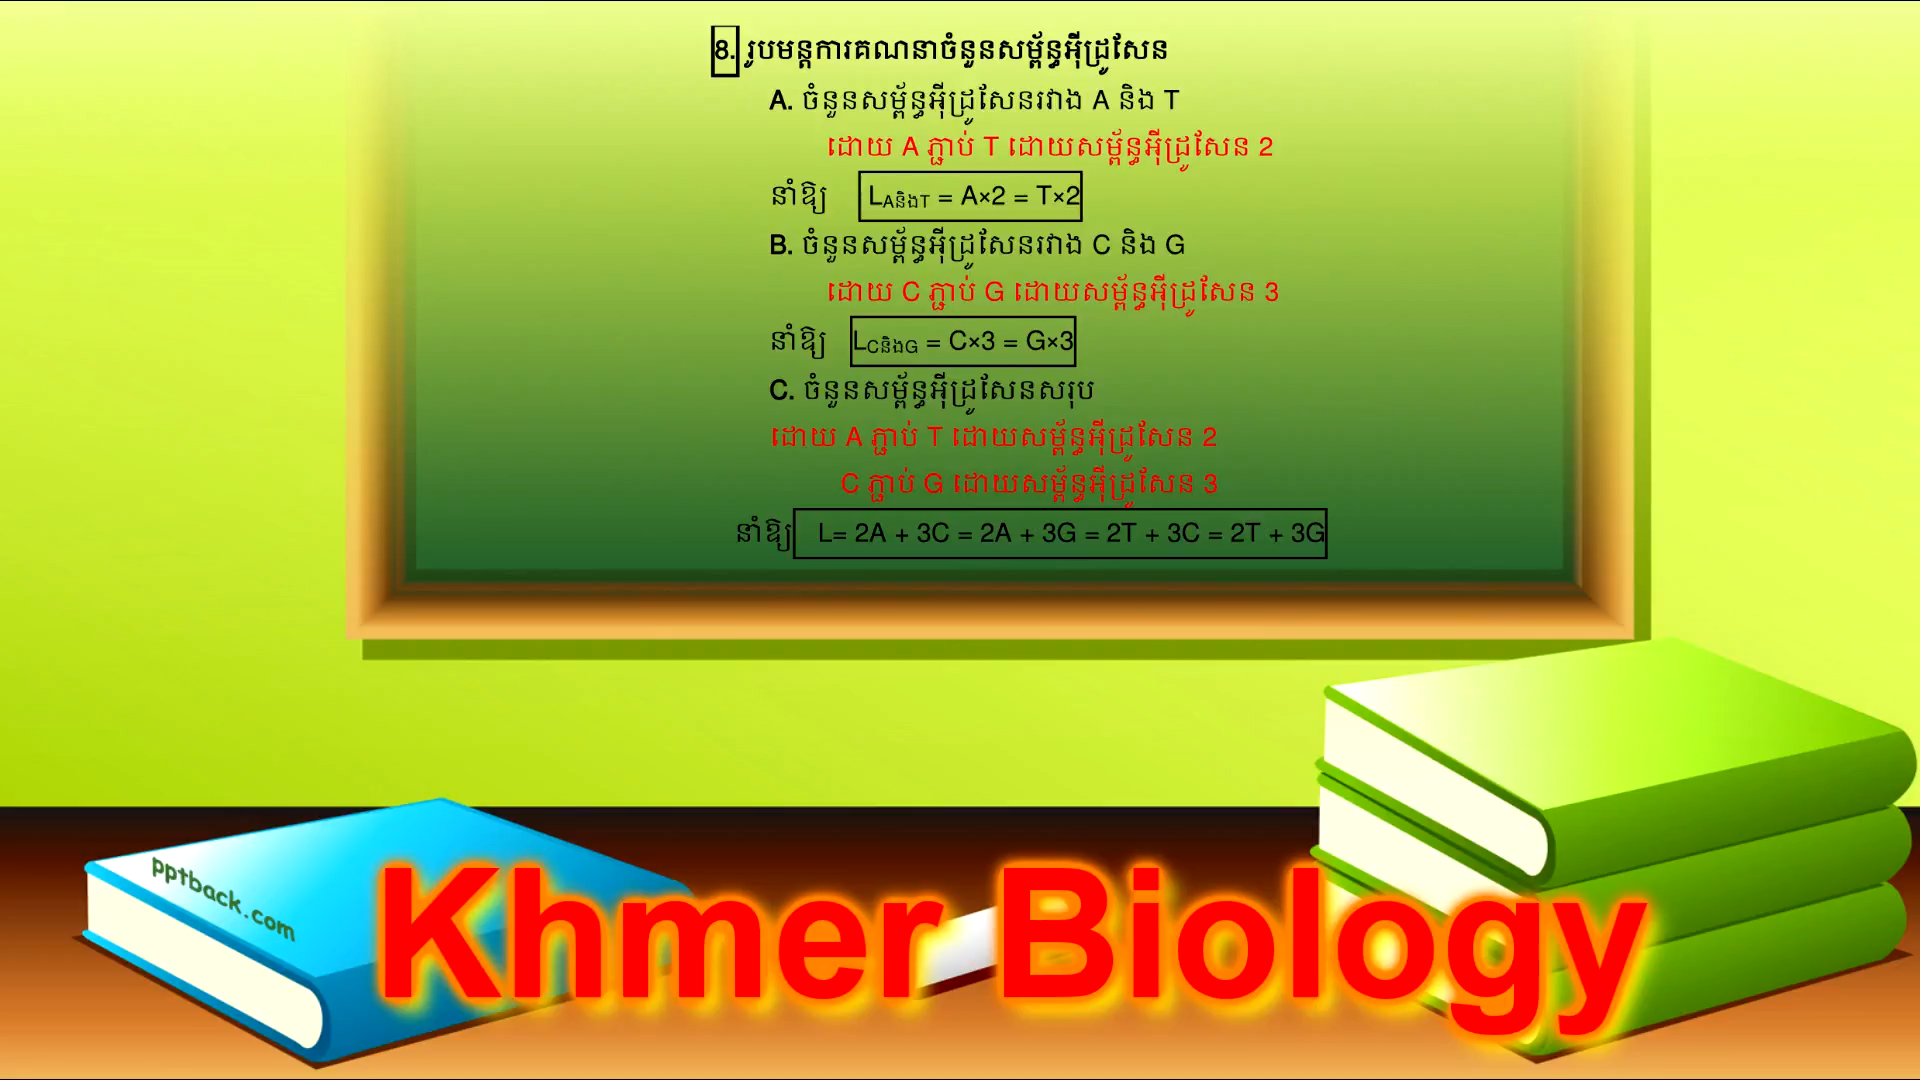 8. រូបមន្តការគណនាចំនួនសម្ព័ន្ធអ៊ីដ្រូសែន
A. ចំនួនសម្ព័ន្ធអ៊ីដ្រូសែនរវាង A និង T
ដោយ A ភ្ជាប់ T ដោយសម្ព័ន្ធអ៊ីដ្រូសែន 2
នាំឱ្យ LAនិងT = A×2 = T×2
B. ចំនួនសម្ព័ន្ធអ៊ីដ្រូសែនរវាង C និង G
ដោយ C ភ្ជាប់ G ដោយសម្ព័ន្ធអ៊ីដ្រូសែន 3
នាំឱ្យ LCនិងG = C×3 = G×3
C. ចំនួនសម្ព័ន្ធអ៊ីដ្រូសែនសរុប
ដោយ A ភ្ជាប់ T ដោយសម្ព័ន្ធអ៊ីដ្រូសែន 2
C ភ្ជាប់ G ដោយសម្ព័ន្ធអ៊ីដ្រូសែន 3
នាំឱ្យ L= 2A + 3C = 2A + 3G = 2T + 3C = 2T + 3G
pptback.com
Khmer Biology